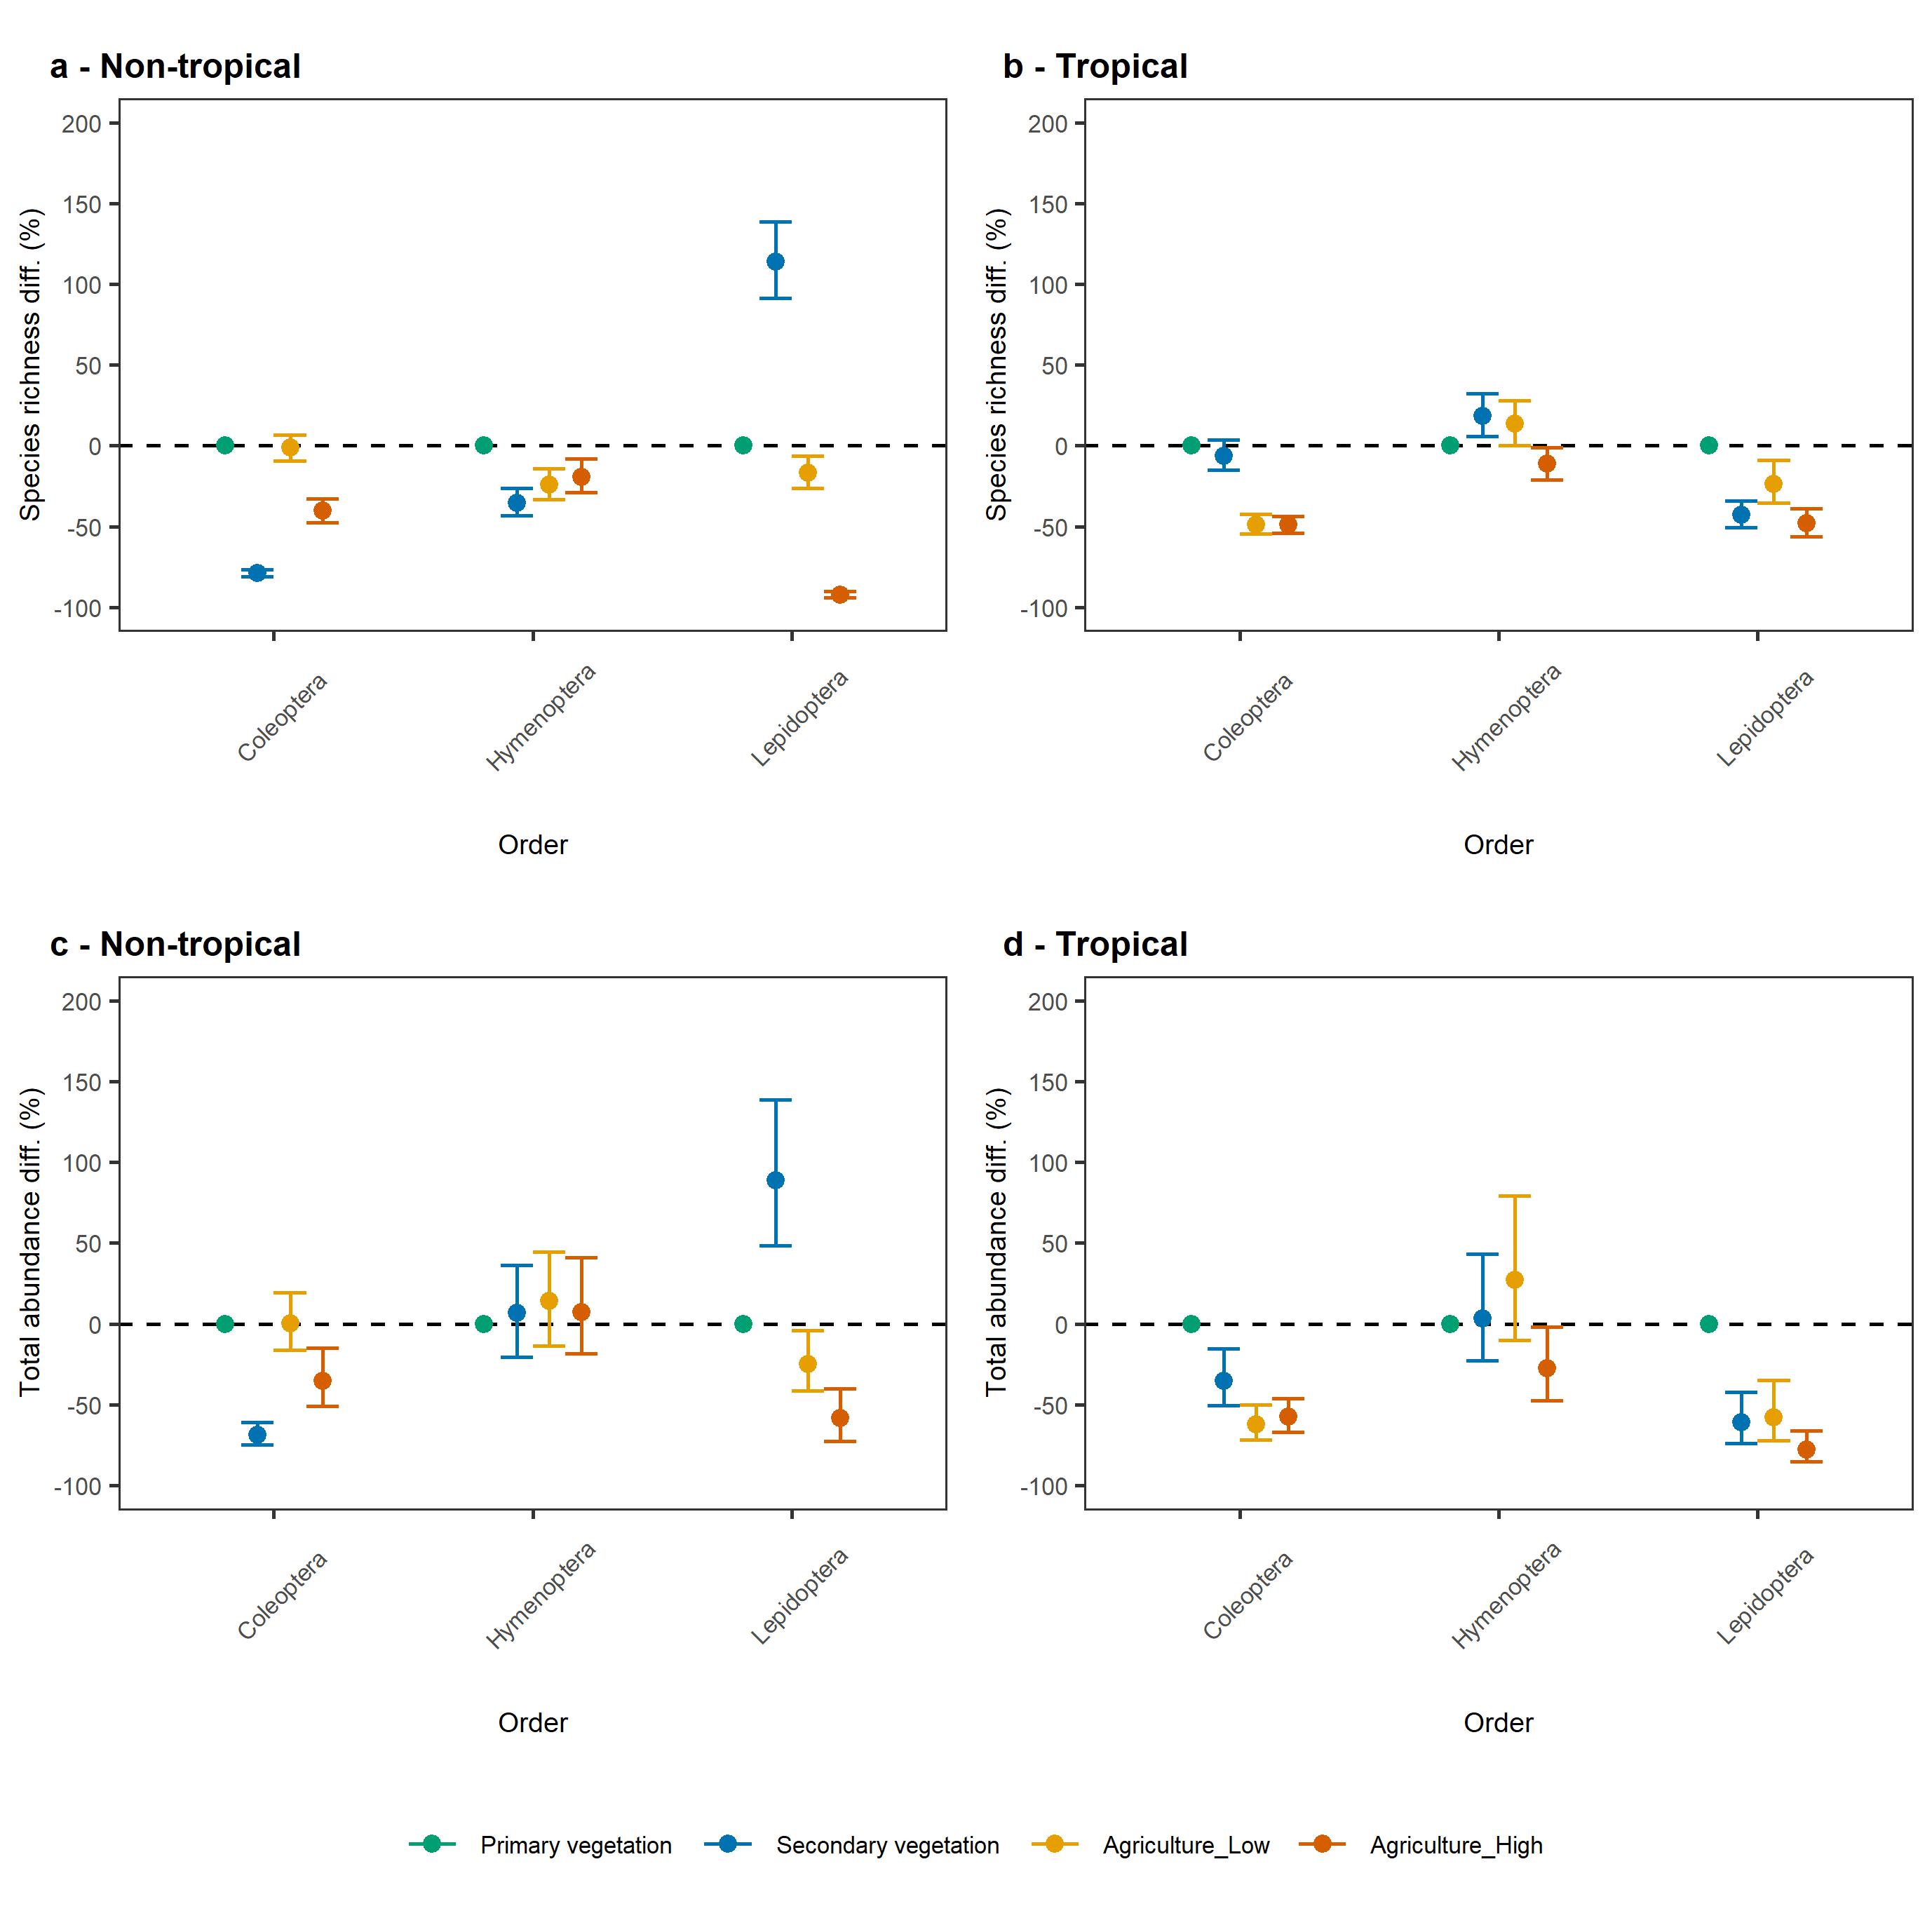 a - Non-tropical
Species richness diff. (%)
200
150
100
50
0
-50
-100
Coleoptera
Hymenoptera
Lepidoptera
Order
b - Tropical
Species richness diff. (%)
200
150
100
50
0
-50
-100
Coleoptera
Hymenoptera
Lepidoptera
Order
c - Non-tropical
Total abundance diff. (%)
200
150
100
50
0
-50
-100
Coleoptera
Hymenoptera
Lepidoptera
Order
d - Tropical
Total abundance diff. (%)
200
150
100
50
0
-50
-100
Coleoptera
Hymenoptera
Lepidoptera
Order
Primary vegetation
Secondary vegetation
Agriculture_Low
Agriculture_High